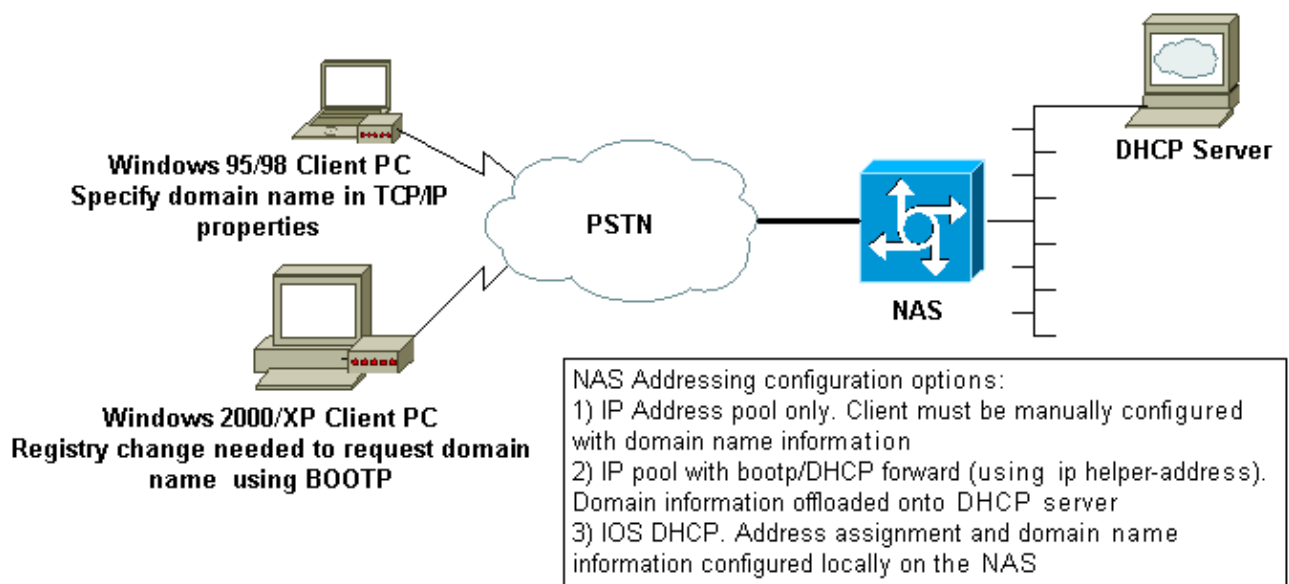 Windows 95/98 Client PC
Specify domain name in TCP/IP
properties
PSTN
DHCP Server
NAS
Windows 2000/XP Client PC
Registry change needed to request domain
name using BOOTP
NAS Addressing configuration options:
1) IP Address pool only. Client must be manually configured
with domain name information
2) IP pool with bootp/DHCP forward (using ip helper-address).
Domain information offloaded onto DHCP server
3) IOS DHCP. Address assignment and domain name
information configured locally on the NAS